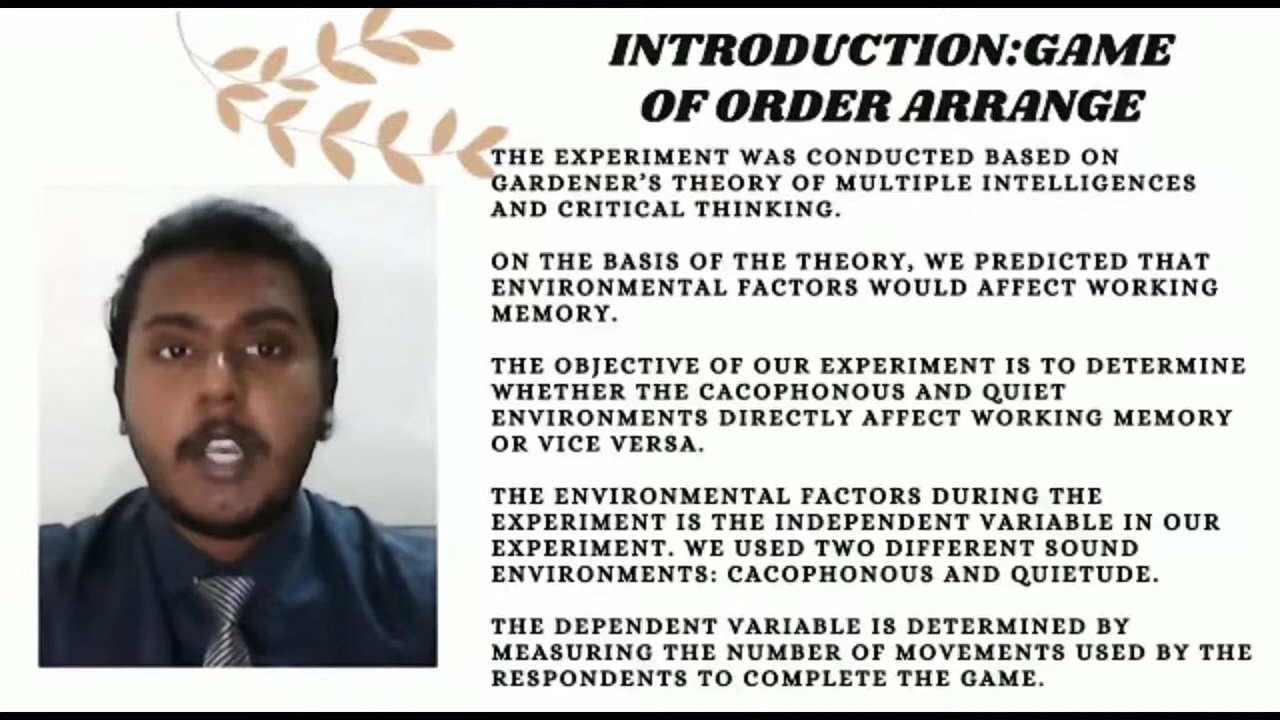 INTRODUCTION:GAME
OF ORDER ARRANGE
THE EXPERIMENT WAS CONDUCTED BASED ON
GARDENER'S THEORY OF MULTIPLE INTELLIGENCES
AND CRITICAL THINKING.
ON THE BASIS OF THE THEORY, WE PREDICTED THAT
ENVIRONMENTAL FACTORS WOULD AFFECT WORKING
MEMORY.
THE OBJECTIVE OF OUR EXPERIMENT IS TO DETERMINE
WHETHER THE CACOPHONOUS AND QUIET
ENVIRONMENTS DIRECTLY AFFECT WORKING MEMORY
OR VICE VERSA.
THE ENVIRONMENTAL FACTORS DURING THE
EXPERIMENT IS THE INDEPENDENT VARIABLE IN OUR
EXPERIMENT. WE USED TWO DIFFERENT SOUND
ENVIRONMENTS: CACOPHONOUS AND QUIETUDE.
THE DEPENDENT VARIABLE IS DETERMINED BY
MEASURING THE NUMBER OF MOVEMENTS USED BY THE
RESPONDENTS TO COMPLETE THE GAME.